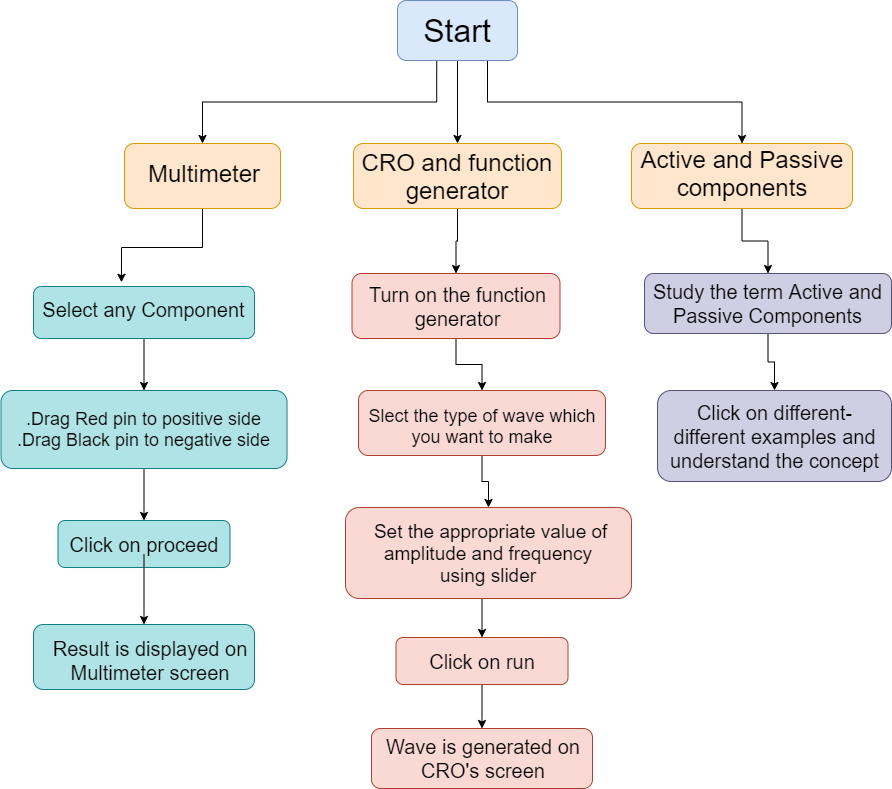 Start
Multimeter
CRO and function
generator
Active and Passive
components
Select any Component
.Drag Red pin to positive side
.Drag Black pin to negative side
Click on proceed
Result is displayed on
Multimeter screen
Turn on the function
generator
Slect the type of wave which
you want to make
Set the appropriate value of
amplitude and frequency
using slider
Click on run
Wave is generated on
CRO's screen
Study the term Active and
Passive Components
Click on different-
different examples and
understand the concept